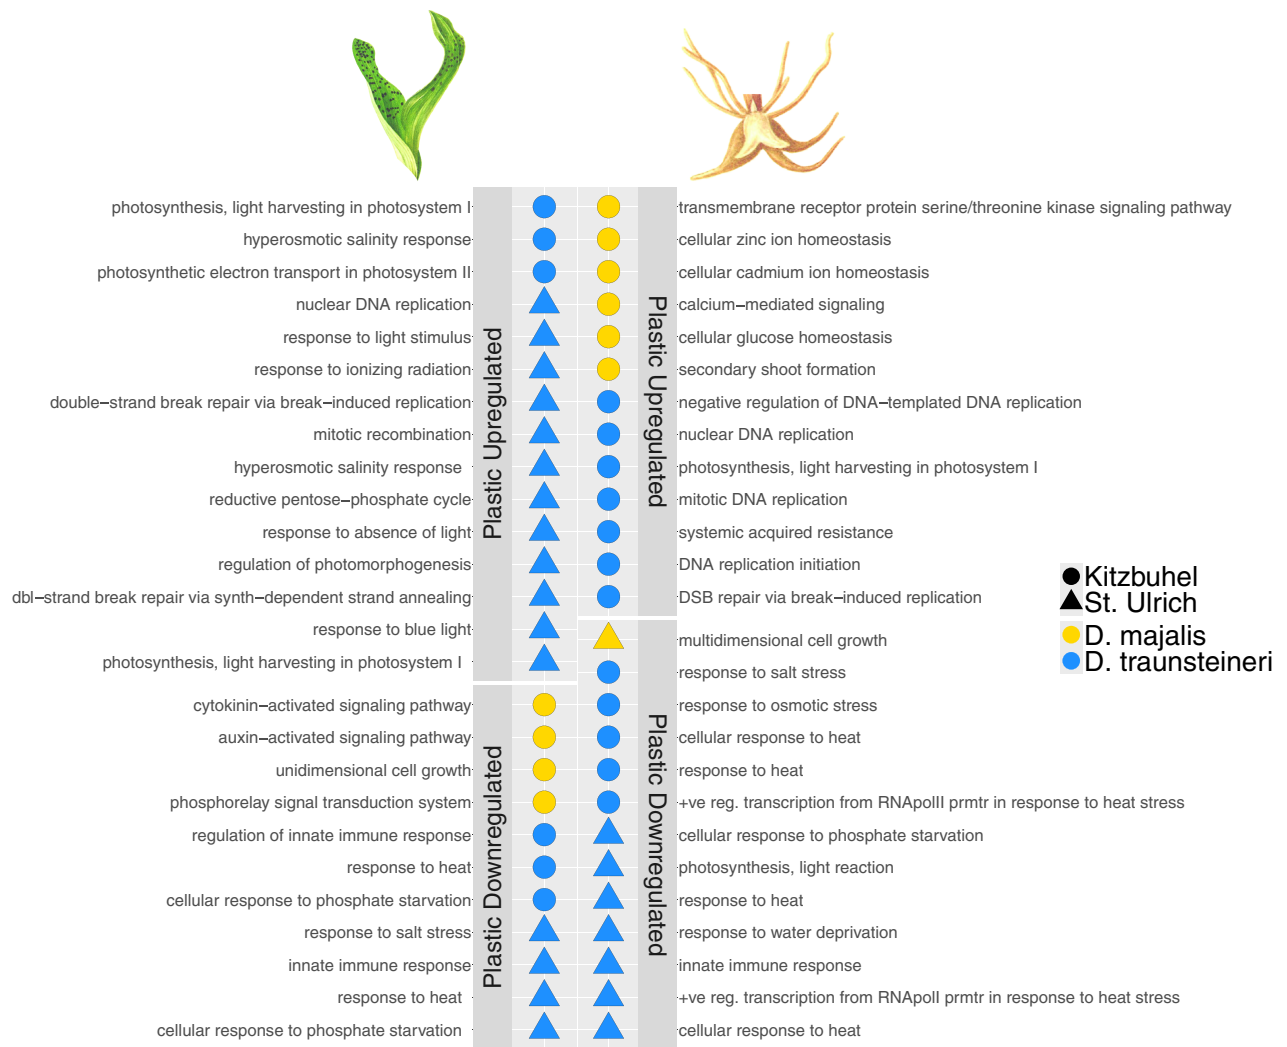 photosynthesis, light harvesting in photosystem I
hyperosmotic salinity response
photosynthetic electron transport in photosystem II
nuclear DNA replication
response to light stimulus
response to ionizing radiation
double−strand break repair via break−induced replication
mitotic recombination
hyperosmotic salinity response
reductive pentose−phosphate cycle
response to absence of light
regulation of photomorphogenesis
dbl−strand break repair via synth−dependent strand annealing
response to blue light
photosynthesis, light harvesting in photosystem I
cytokinin−activated signaling pathway
auxin−activated signaling pathway
unidimensional cell growth
phosphorelay signal transduction system
regulation of innate immune response
response to heat
cellular response to phosphate starvation
response to salt stress
innate immune response
response to heat
cellular response to phosphate starvation
Plastic Upregulated
Plastic Downregulated
Plastic Upregulated
Plastic Downregulated
transmembrane receptor protein serine/threonine kinase signaling pathway
cellular zinc ion homeostasis
cellular cadmium ion homeostasis
calcium−mediated signaling
cellular glucose homeostasis
secondary shoot formation
negative regulation of DNA−templated DNA replication
nuclear DNA replication
photosynthesis, light harvesting in photosystem I
mitotic DNA replication
systemic acquired resistance
DNA replication initiation
DSB repair via break−induced replication
multidimensional cell growth
response to salt stress
response to osmotic stress
cellular response to heat
response to heat
+ve reg. transcription from RNApolII prmtr in response to heat stress
cellular response to phosphate starvation
photosynthesis, light reaction
response to heat
response to water deprivation
innate immune response
+ve reg. transcription from RNApolI prmtr in response to heat stress
cellular response to heat
Kitzbuhel
St. Ulrich
D. majalis
D. traunsteineri